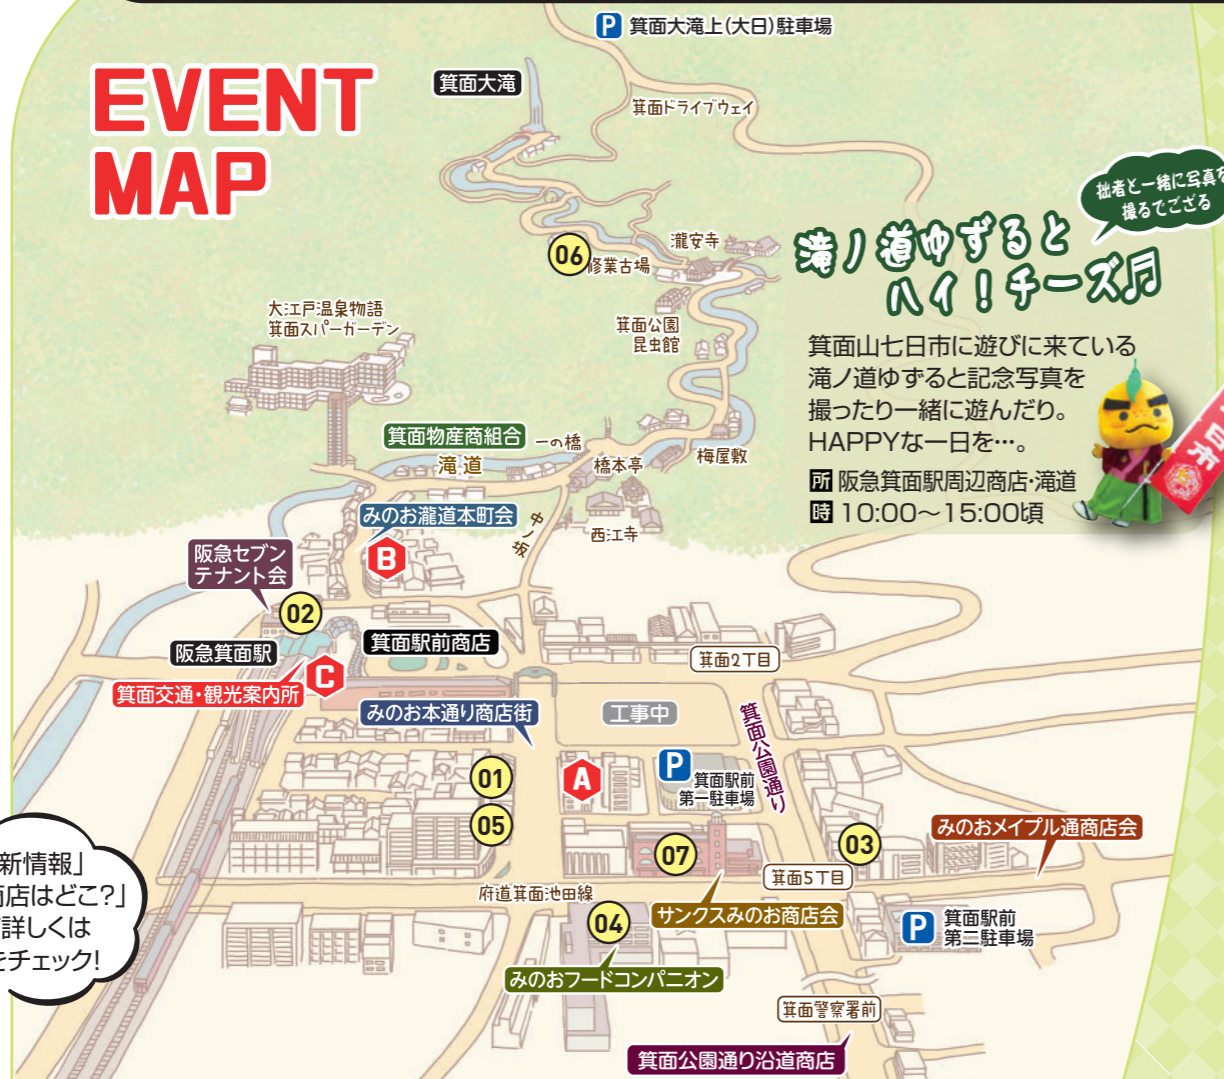 P 箕面大滝上(大日)駐車場
EVENT
MAP
箕面大滝
箕面ドライブウェイ
拙者と一緒に写真を
撮るでござる
滝ノ道ゆずると
ハイ!チーズ♬
06
修業古場
瀧安寺
大江戸温泉物語
箕面スパーガーデン
箕面公園
昆虫館
箕面山七日市に遊びに来ている
滝ノ道ゆずると記念写真を
撮ったり一緒に遊んだり。
HAPPYな一日を…。
所 阪急箕面駅周辺商店・滝道
時 10:00〜15:00頃
日市
箕面物産商組合
一の橋
滝道
橋本亭
梅屋敷
みのお瀧道本町会
中ノ坂
西江寺
阪急セブン
テナント会
B
02
阪急箕面駅
箕面駅前商店
箕面2丁目
C
箕面交通・観光案内所
みのお本通り商店街
工事中
箕面公園通り
01
A
P
箕面駅前
第一駐車場
05
07
03
みのおメイプル通商店会
新情報」
商店はどこ?」
詳しくは
をチェック!
箕面5丁目
府道箕面池田線
サンクスみのお商店会
04
P 箕面駅前
第二駐車場
みのおフードコンパニオン
箕面警察署前
箕面公園通り沿道商店